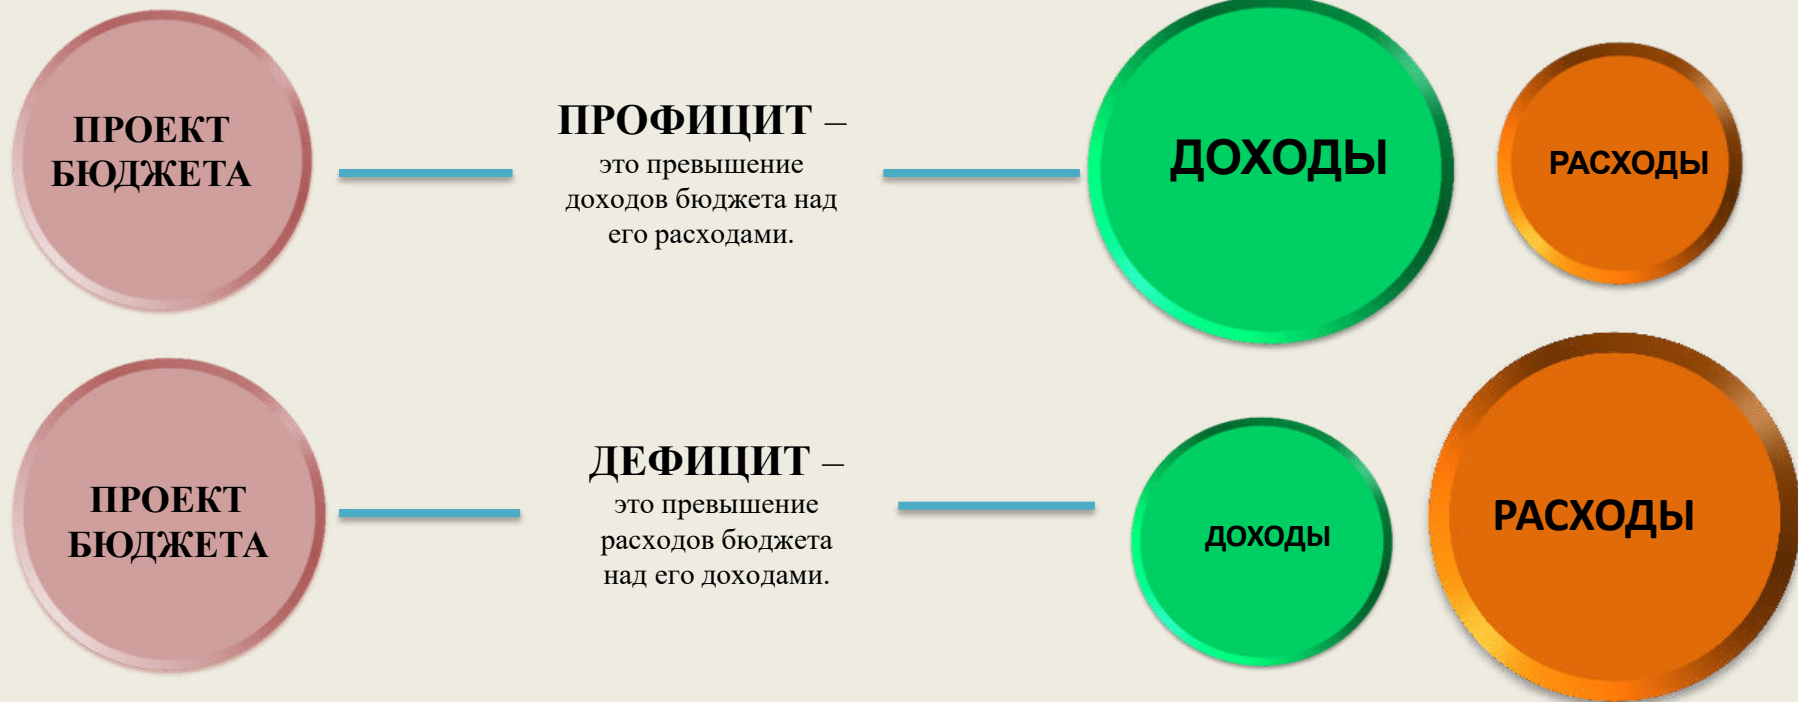 ПРОЕКТ
БЮДЖЕТА
ПРОФИЦИТ –
это превышение
доходов бюджета над
его расходами.
ДОХОДЫ
РАСХОДЫ
ПРОЕКТ
БЮДЖЕТА
ДЕФИЦИТ –
это превышение
расходов бюджета
над его доходами.
ДОХОДЫ
РАСХОДЫ